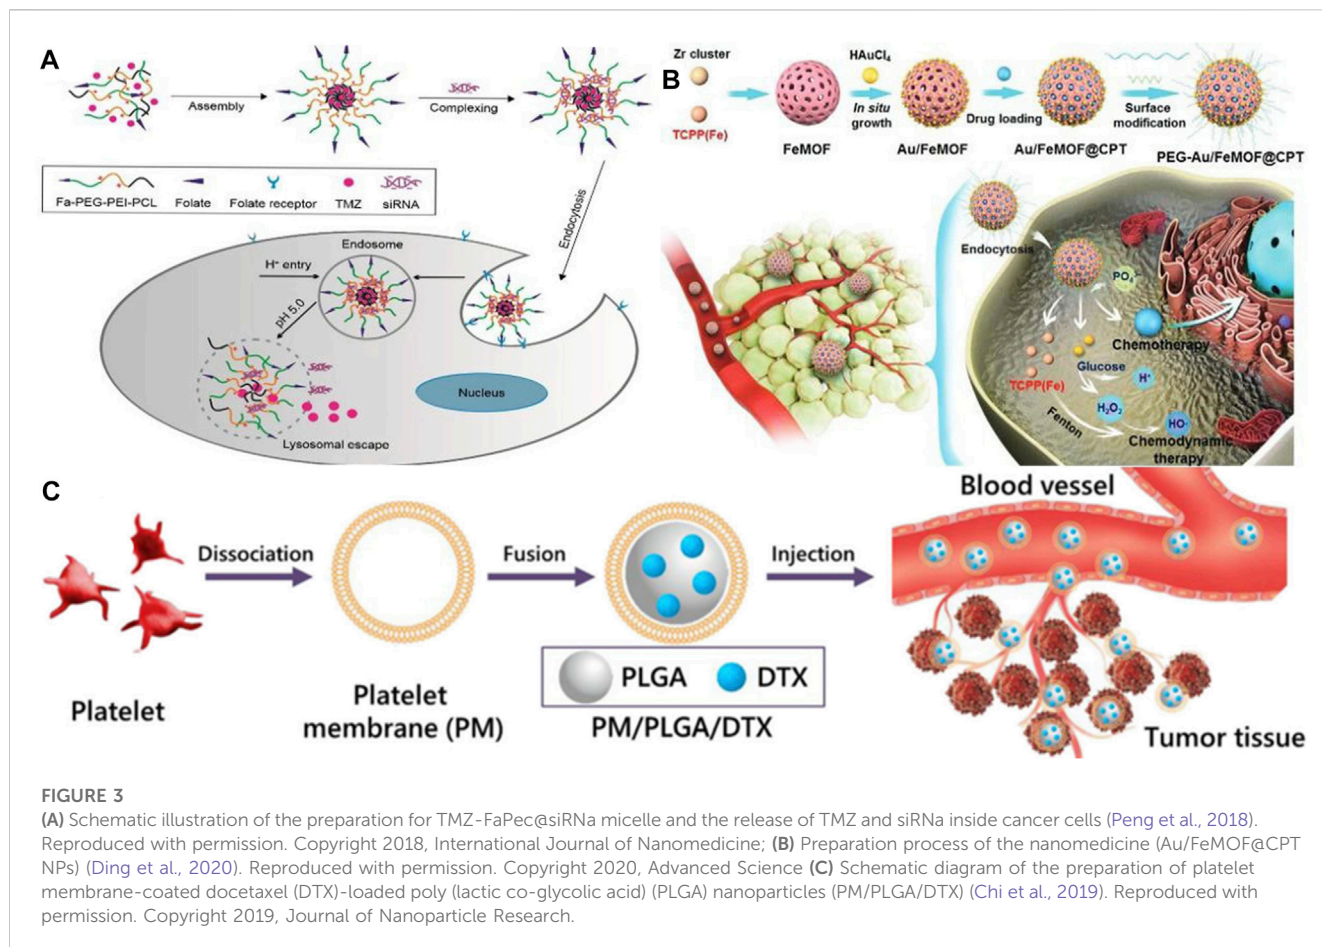 A
Assembly
Complexing
Fa-PEG-PEI-PCL
Folate
Folate receptor
TMZ
siRNA
Endocytosis
Endosome
H⁺ entry
pH 5.0
Nucleus
Lysosomal escape
B
Zr cluster
TCPP(Fe)
FeMOF
HAuCl₄
In situ
growth
Au/FeMOF
Drug loading
Au/FeMOF@CPT
Surface
modification
PEG-Au/FeMOF@CPT
Endocytosis
PO₄³⁻
Chemotherapy
TCPP(Fe)
Glucose
H⁺
H₂O₂
HO·
Fenton
Chemodynamic
therapy
C
Platelet
Dissociation
Platelet
membrane (PM)
Fusion
PLGA
DTX
PM/PLGA/DTX
Injection
Blood vessel
Tumor tissue
FIGURE 3
(A) Schematic illustration of the preparation for TMZ-FaPec@siRNa micelle and the release of TMZ and siRNa inside cancer cells (Peng et al., 2018).
Reproduced with permission. Copyright 2018, International Journal of Nanomedicine; (B) Preparation process of the nanomedicine (Au/FeMOF@CPT
NPs) (Ding et al., 2020). Reproduced with permission. Copyright 2020, Advanced Science (C) Schematic diagram of the preparation of platelet
membrane-coated docetaxel (DTX)-loaded poly (lactic co-glycolic acid) (PLGA) nanoparticles (PM/PLGA/DTX) (Chi et al., 2019). Reproduced with
permission. Copyright 2019, Journal of Nanoparticle Research.